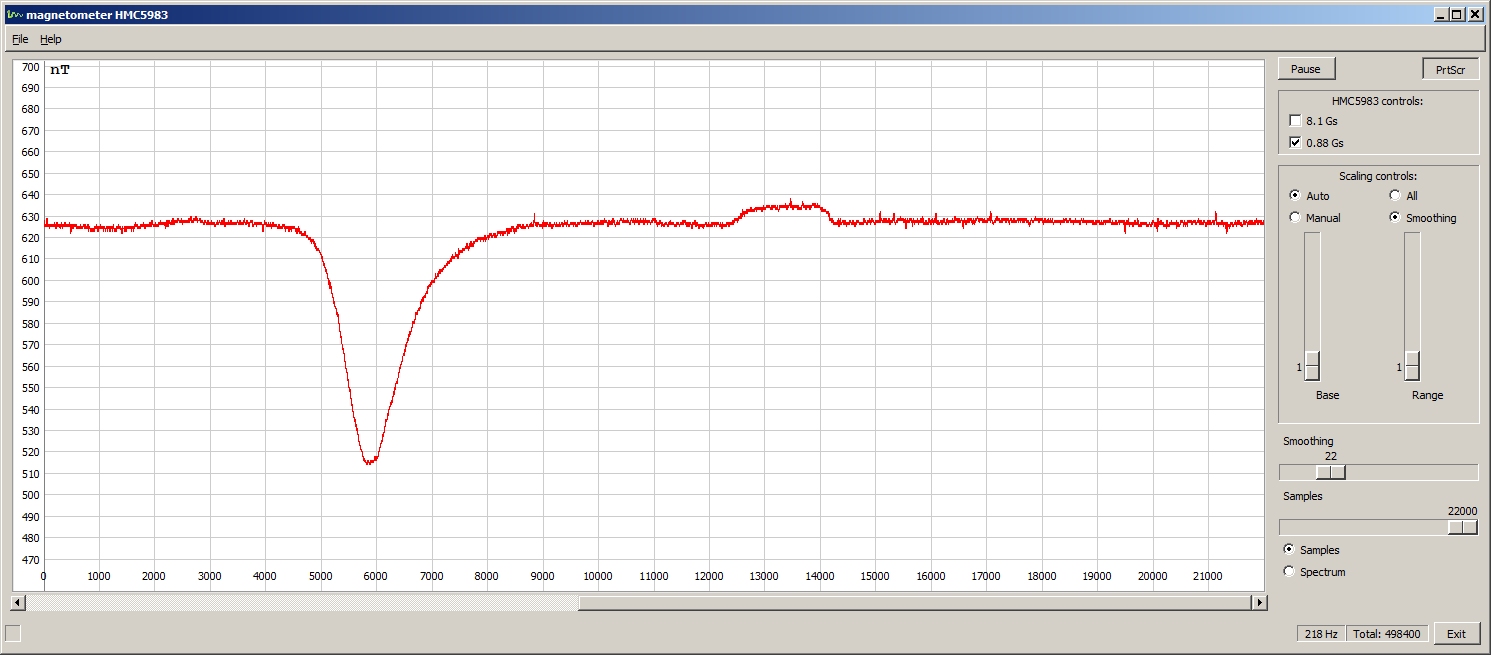 magnetometer HMC5983
File Help
nT
700
690
680
670
660
650
640
630
620
610
600
590
580
570
560
550
540
530
520
510
500
490
480
470
0 1000 2000 3000 4000 5000 6000 7000 8000 9000 10000 11000 12000 13000 14000 15000 16000 17000 18000 19000 20000 21000
Pause PrtScr
HMC5983 controls:
8.1 Gs
0.88 Gs
Scaling controls:
Auto All
Manual Smoothing
1 1
Base Range
Smoothing
22
Samples
22000
Samples
Spectrum
218 Hz Total: 498400 Exit